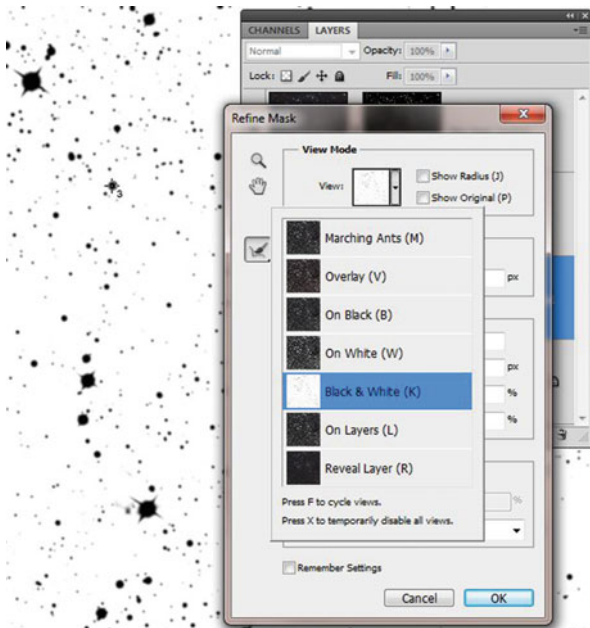 CHANNELS LAYERS
Normal Opacity: 100%
Lock: Fill: 100%
Refine Mask
View Mode
View: Show Radius (J)
Show Original (P)
3
Marching Ants (M)
Overlay (V)
px
On Black (B)
On White (W)
px
Black & White (K)
%
On Layers (L)
%
Reveal Layer (R)
Press F to cycle views.
%
Press X to temporarily disable all views.
Remember Settings
Cancel OK